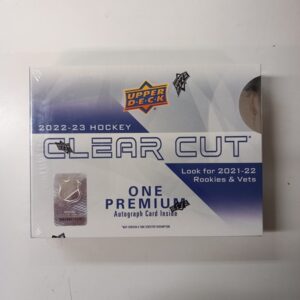 UPPER
DECK
2022-23 HOCKEY
CLEAR CUT
Look for 2021-22
Rookies & Vets
ONE
PREMIUM
Autograph Card Inside